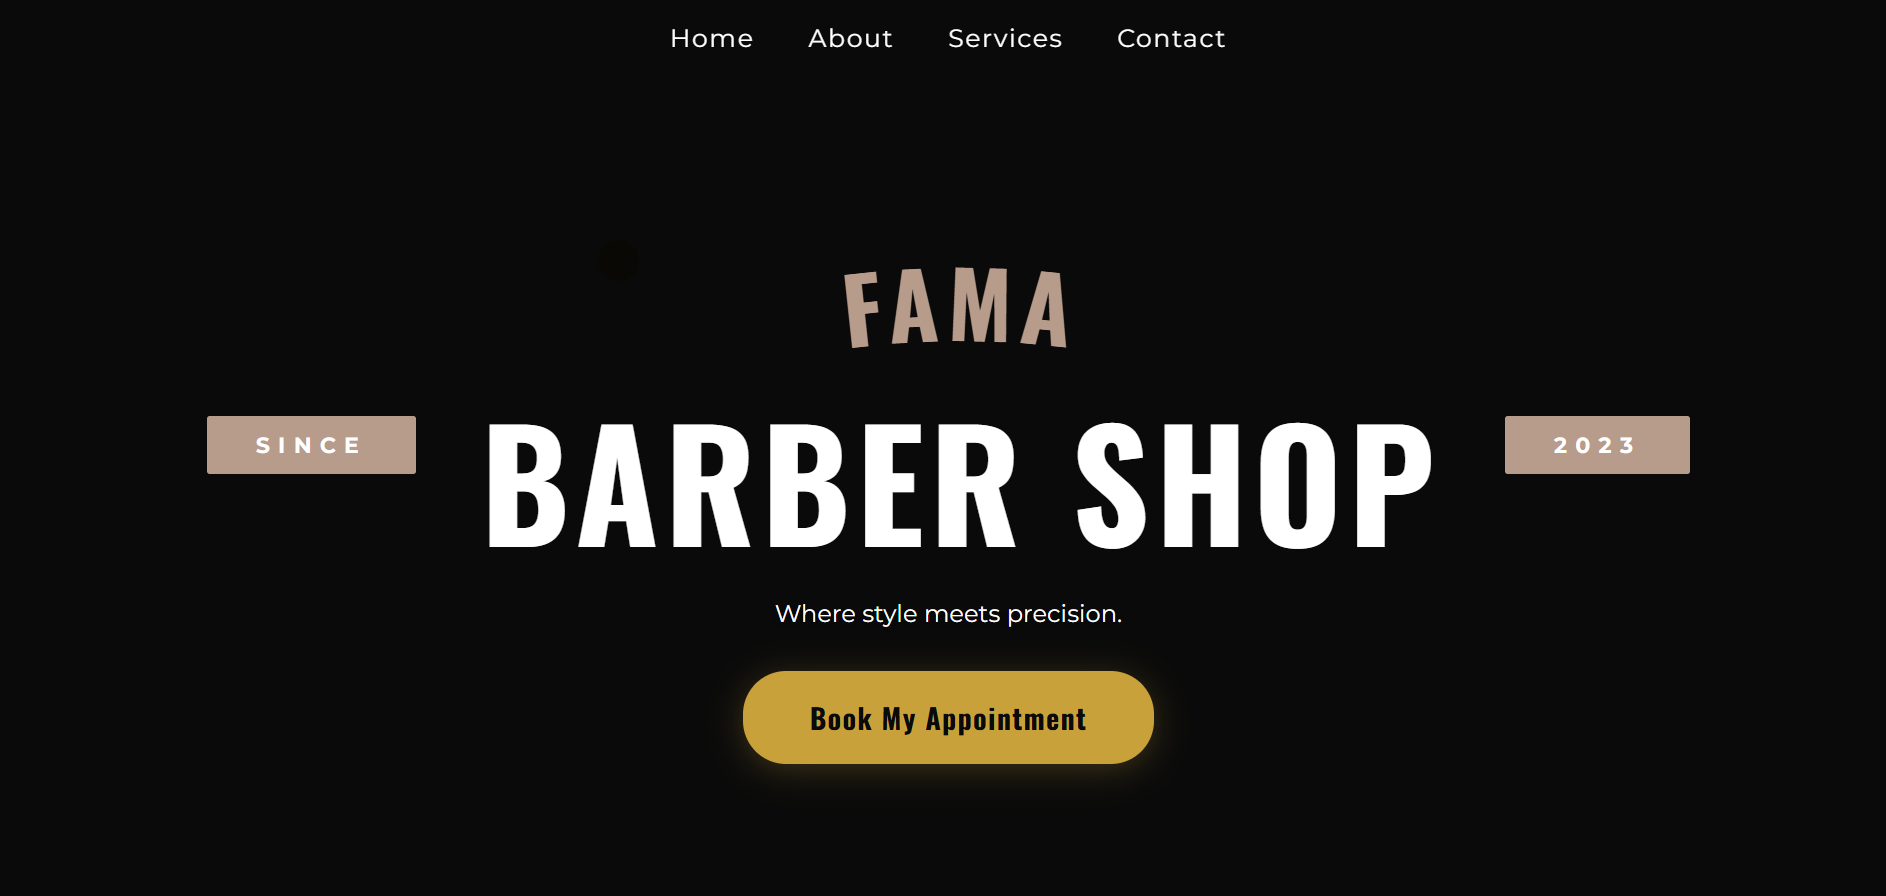 Home About Services Contact
FAMA
SINCE BARBER SHOP 2023
Where style meets precision.
Book My Appointment